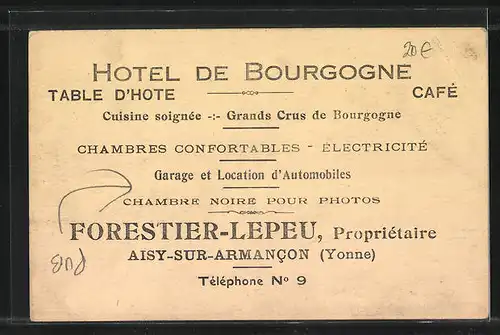 20€
HOTEL DE BOURGOGNE
TABLE D'HOTE CAFÉ
Cuisine soignée -:- Grands Crus de Bourgogne
CHAMBRES CONFORTABLES - ÉLECTRICITÉ
Garage et Location d'Automobiles
CHAMBRE NOIRE POUR PHOTOS
FORESTIER-LEPEU, Propriétaire
AISY-SUR-ARMANÇON (Yonne)
Téléphone No 9